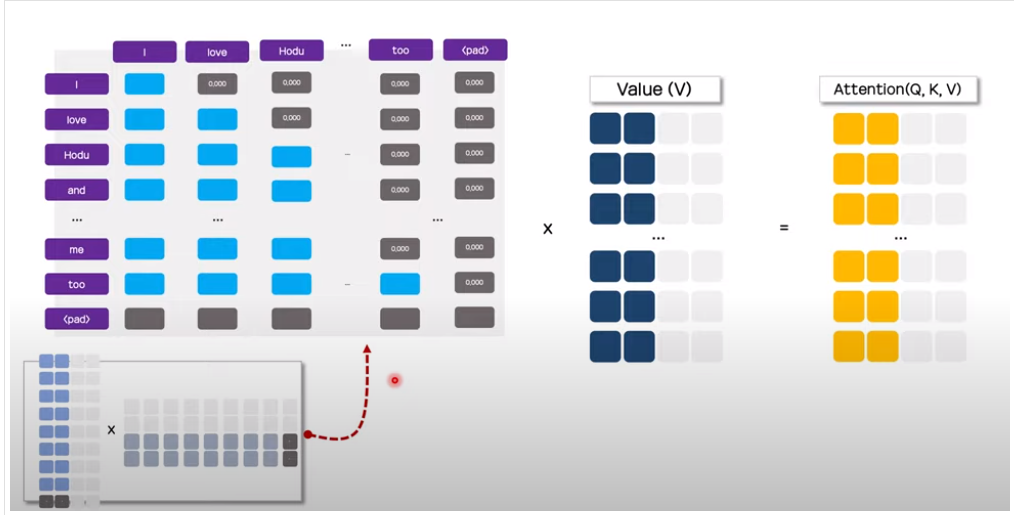 I love Hodu ... too <pad>
I 0.000 0.000 0.000 0.000
love 0.000 0.000 0.000
Hodu ... 0.000 0.000
and 0.000 0.000
... ... ...
me 0.000 0.000
too ... 0.000
<pad>
Value (V)
...
x
=
Attention(Q, K, V)
...
x